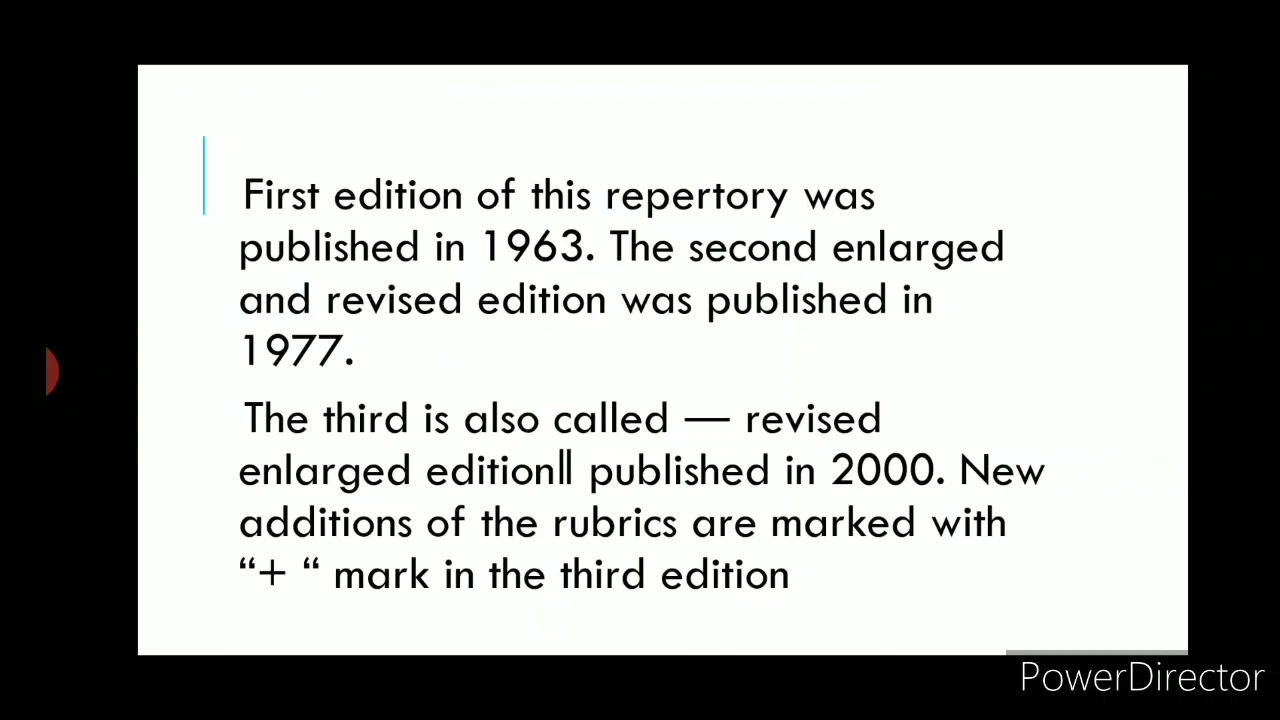 First edition of this repertory was
published in 1963. The second enlarged
and revised edition was published in
1977.
The third is also called — revised
enlarged edition‖ published in 2000. New
additions of the rubrics are marked with
“+ “ mark in the third edition
PowerDirector